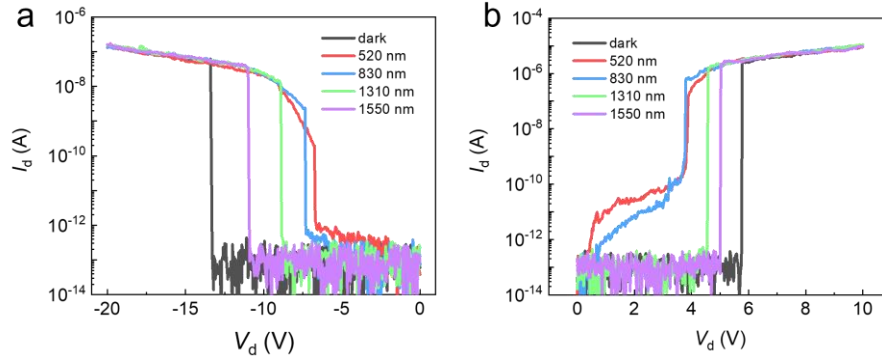 a
10⁻⁶
10⁻⁸
10⁻¹⁰
10⁻¹²
10⁻¹⁴
I_d (A)
dark
520 nm
830 nm
1310 nm
1550 nm
-20
-15
-10
-5
0
V_d (V)
b
10⁻²
10⁻⁴
10⁻⁶
10⁻⁸
10⁻¹⁰
10⁻¹²
10⁻¹⁴
I_d (A)
dark
520 nm
830 nm
1310 nm
1550 nm
0
2
4
6
8
10
V_d (V)